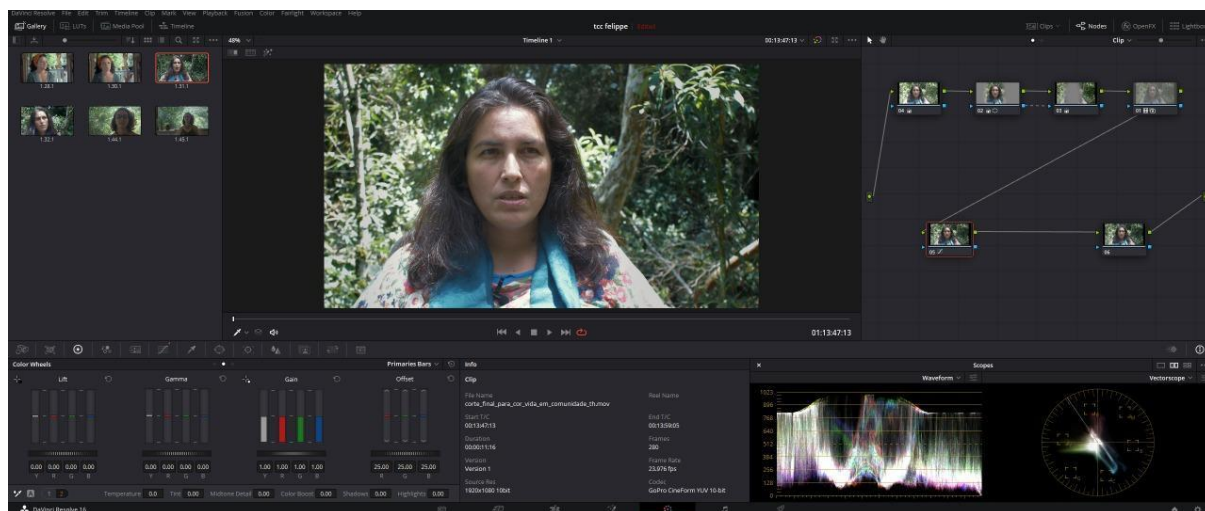 DaVinci Resolve File Edit Trim Timeline Clip Mark View Playback Fusion Color Fairlight Workspace Help
Gallery LUTs Media Pool Timeline
tcc felippe Edited
Clips Nodes OpenFX Lightbox
48% Timeline 1 00:13:47:13
Clip
1.28.1 1.30.1 1.31.1
1.32.1 1.44.1 1.45.1
04 02 03 01
05 06
01:13:47:13
Color Wheels Primaries Bars
Lift Gamma Gain Offset
0.00 0.00 0.00 0.00 0.00 0.00 0.00 0.00 1.00 1.00 1.00 1.00 25.00 25.00 25.00
Y R G B Y R G B Y R G B R G B
A 1 2 Temperature 0.0 Tint 0.00 Midtone Detail 0.00 Color Boost 0.00 Shadows 0.00 Highlights 0.00
Info
Clip
File Name Reel Name
corte_final_para_cor_vida_em_comunidade_th.mov
Start T/C End T/C
00:13:47:13 00:13:59:05
Duration Frames
00:00:11:16 280
Version Frame Rate
Version 1 23.976 fps
Source Res Codec
1920x1080 10bit GoPro CineForm YUV 10-bit
Scopes
Waveform Vectorscope
1023
896
768
640
512
384
256
128
0
DaVinci Resolve 16